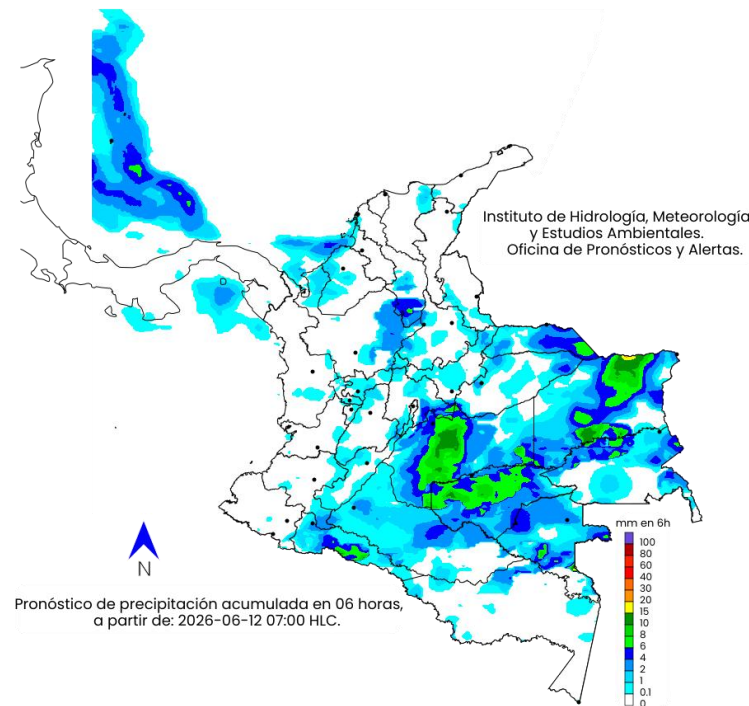 Instituto de Hidrología, Meteorología
y Estudios Ambientales.
Oficina de Pronósticos y Alertas.
N
Pronóstico de precipitación acumulada en 06 horas,
a partir de: 2026-06-12 07:00 HLC.
mm en 6h
100
80
60
40
30
20
15
10
8
6
4
2
1
0.1
0